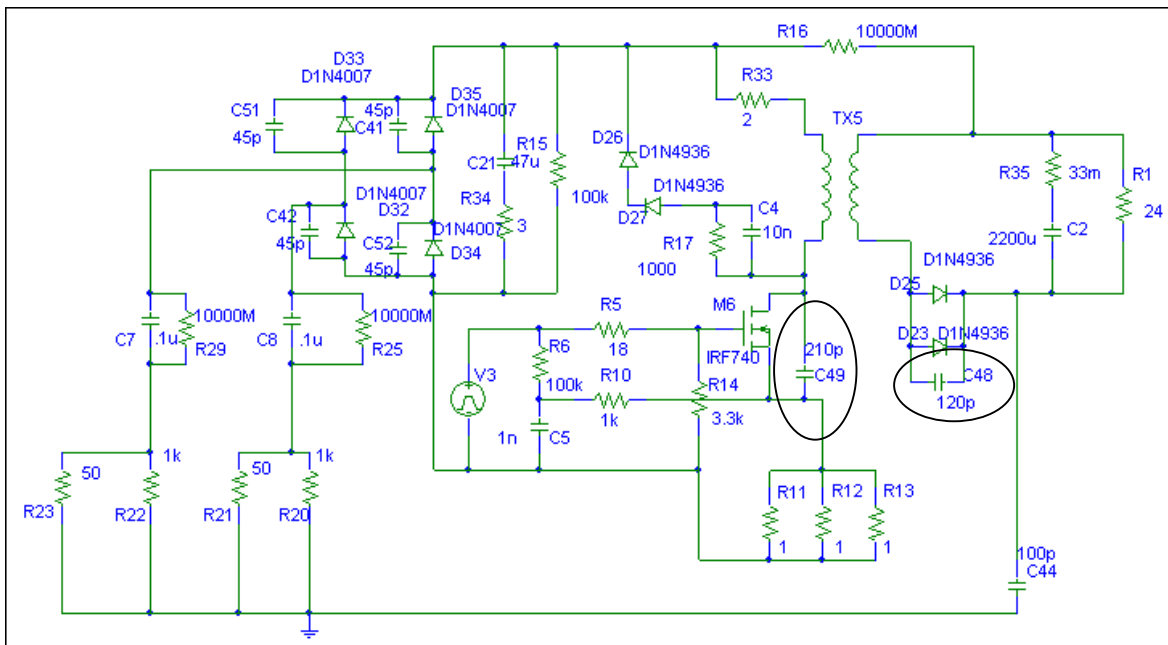 R16
10000M
D33
D1N4007
R33
2
TX5
C51
45p
45p
C41
D35
D1N4007
R15
C21
47u
100k
R34
3
D26
D1N4936
D1N4936
D27
C4
10n
R17
1000
R35
33m
R1
24
C2
2200u
D1N4007
D32
C42
45p
C52
45p
D1N4007
D34
D1N4936
D25
D23
D1N4936
C48
120p
10000M
C7
.1u
R29
10000M
C8
.1u
R25
V3
R5
18
R6
100k
R10
1k
M6
IRF740
R14
3.3k
210p
C49
1n
C5
50
1k
R23
R22
50
1k
R21
R20
R11
R12
R13
1
1
1
100p
C44